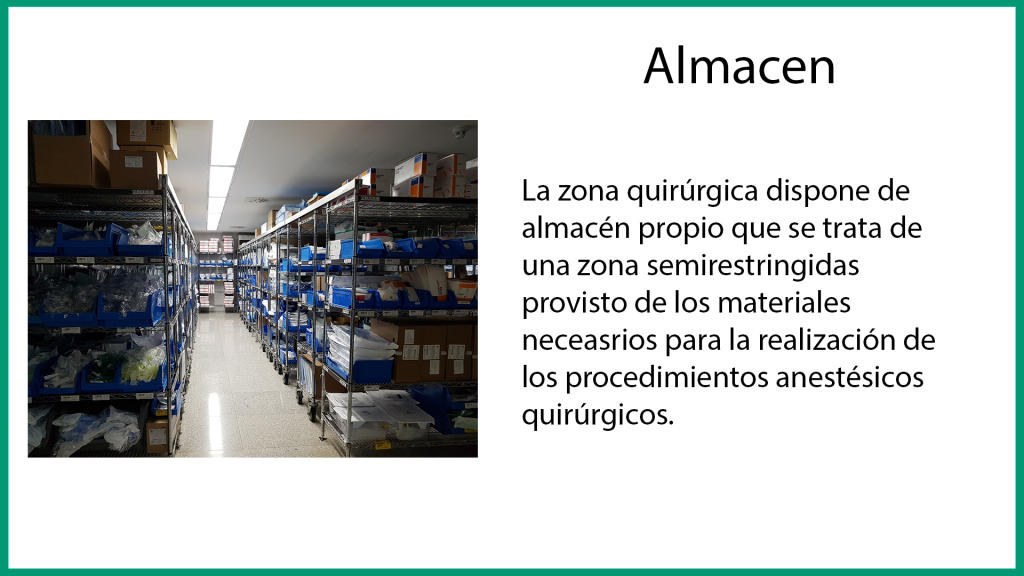 Almacen
La zona quirúrgica dispone de
almacén propio que se trata de
una zona semirestringidas
provisto de los materiales
neceasrios para la realización de
los procedimientos anestésicos
quirúrgicos.